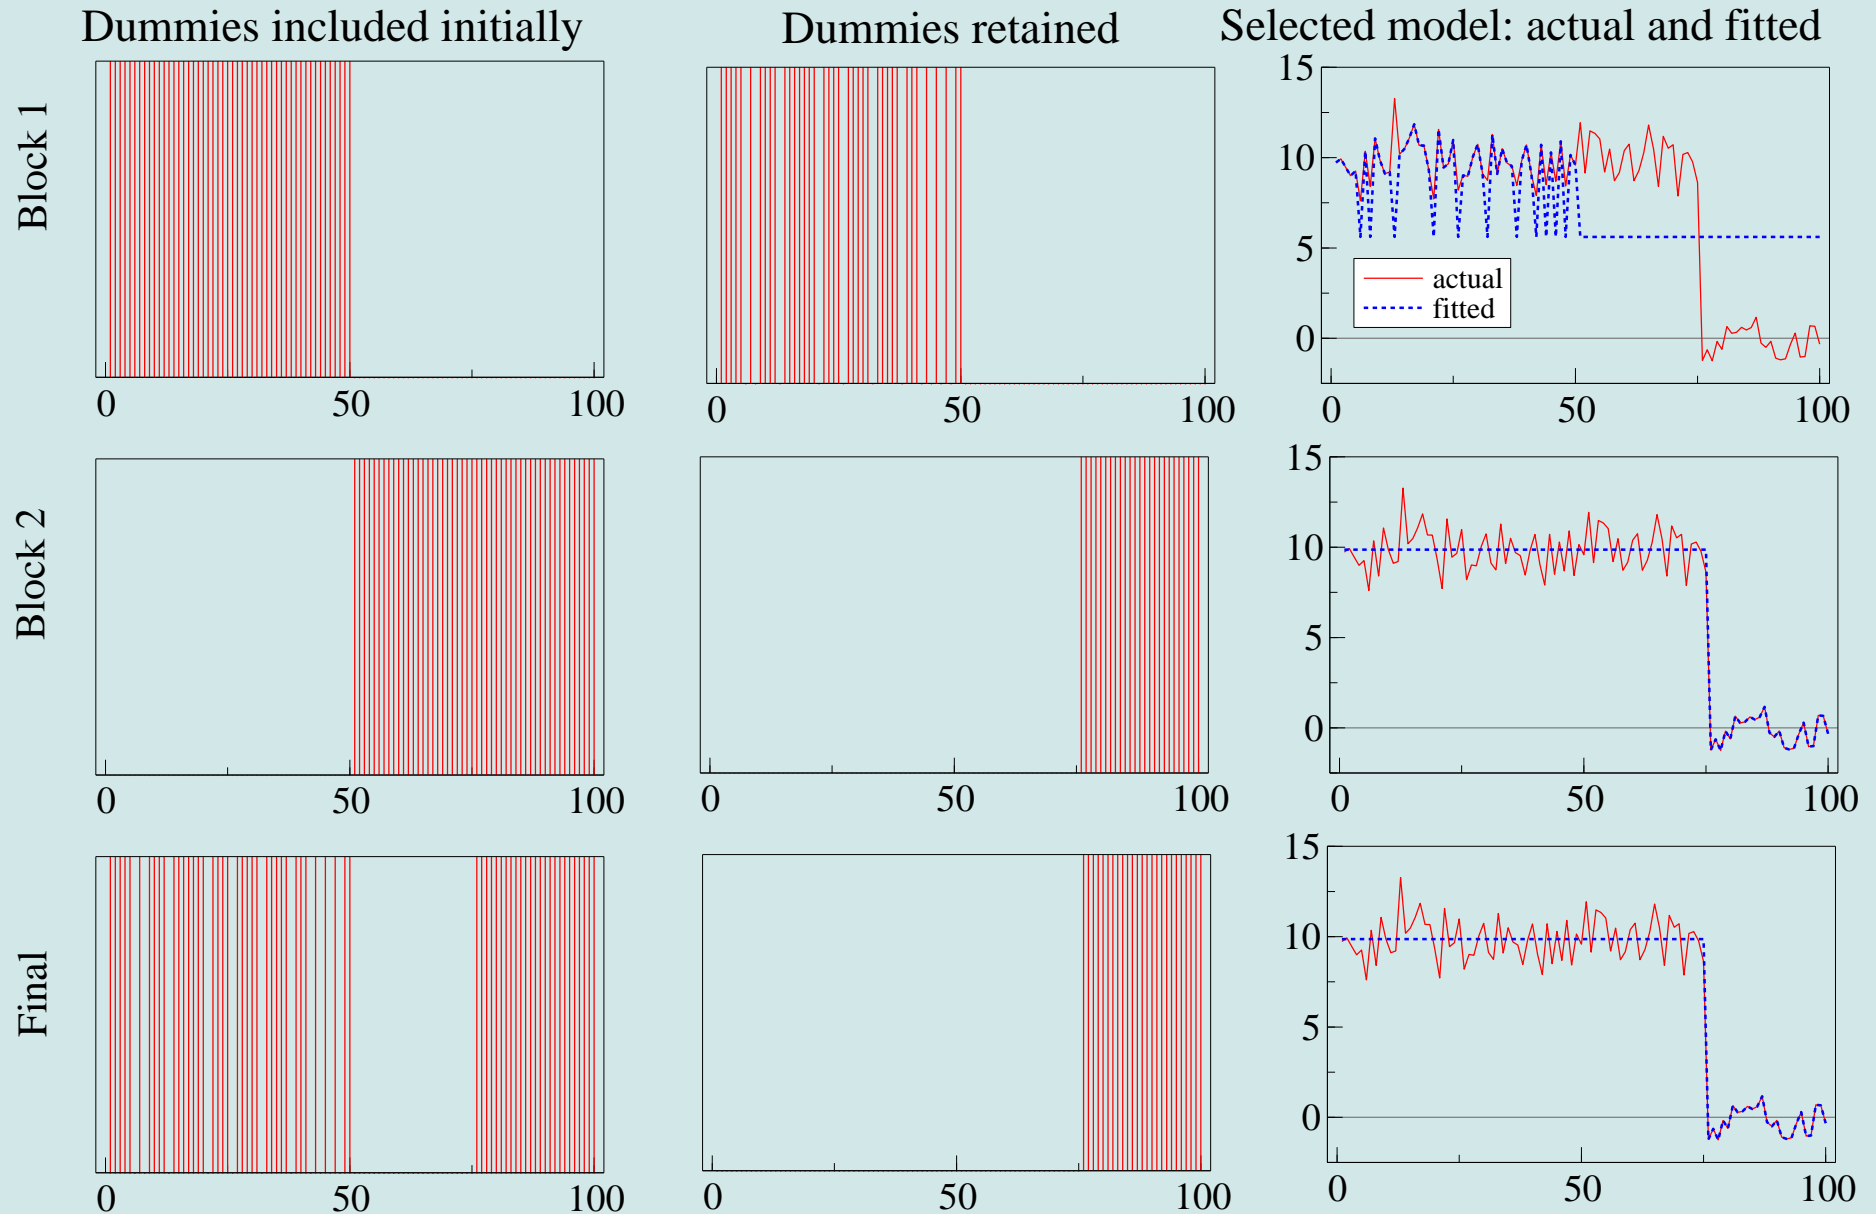 Dummies included initially
Dummies retained
Selected model: actual and fitted
Block 1
0 50 100
0 50 100
15
10
5
0
actual
fitted
0 50 100
Block 2
0 50 100
0 50 100
15
10
5
0
0 50 100
Final
0 50 100
0 50 100
15
10
5
0
0 50 100